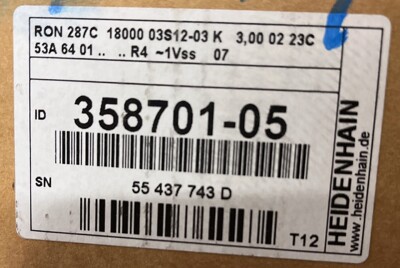 RON 287C 18000 03S12-03 K 3,00 02 23C
53A 64 01 .. .. R4 ~1Vss 07
ID 358701-05
SN 55 437 743 D
T12
HEIDENHAIN
www.heidenhain.de